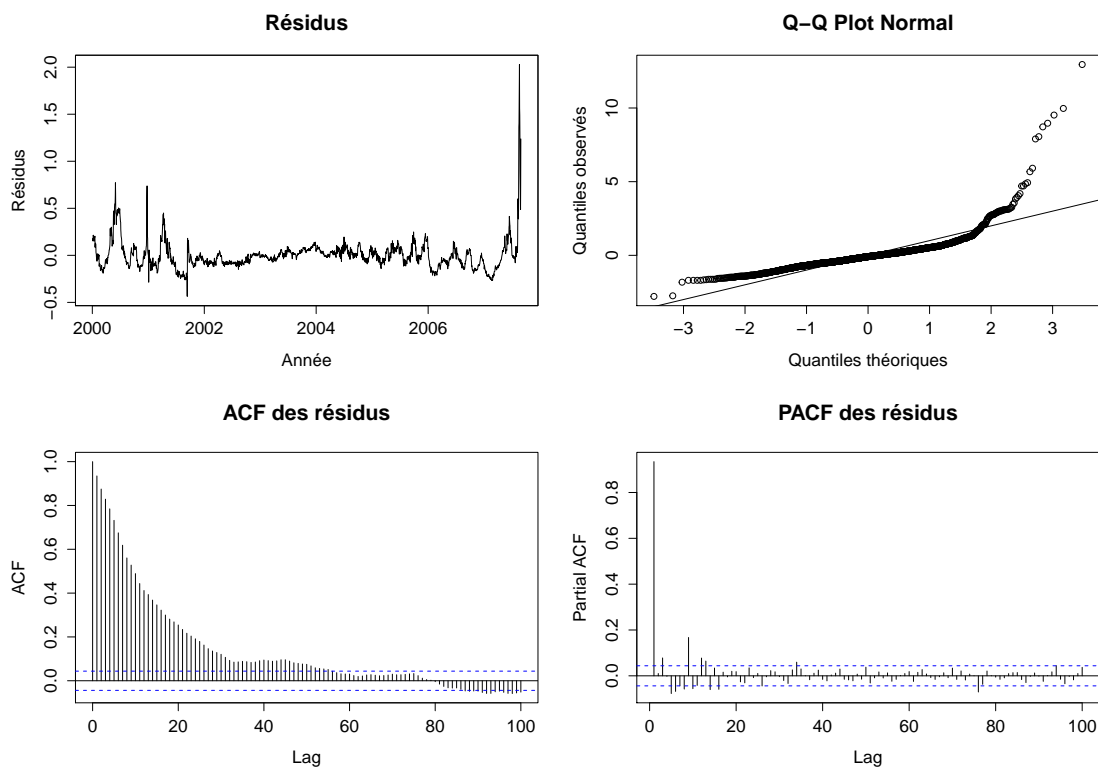 Résidus
Résidus
2.0
1.5
1.0
0.5
0.0
−0.5
2000 2002 2004 2006
Année
Q−Q Plot Normal
Quantiles observés
10
5
0
−3 −2 −1 0 1 2 3
Quantiles théoriques
ACF des résidus
ACF
1.0
0.8
0.6
0.4
0.2
0.0
0 20 40 60 80 100
Lag
PACF des résidus
Partial ACF
0.8
0.6
0.4
0.2
0.0
0 20 40 60 80 100
Lag